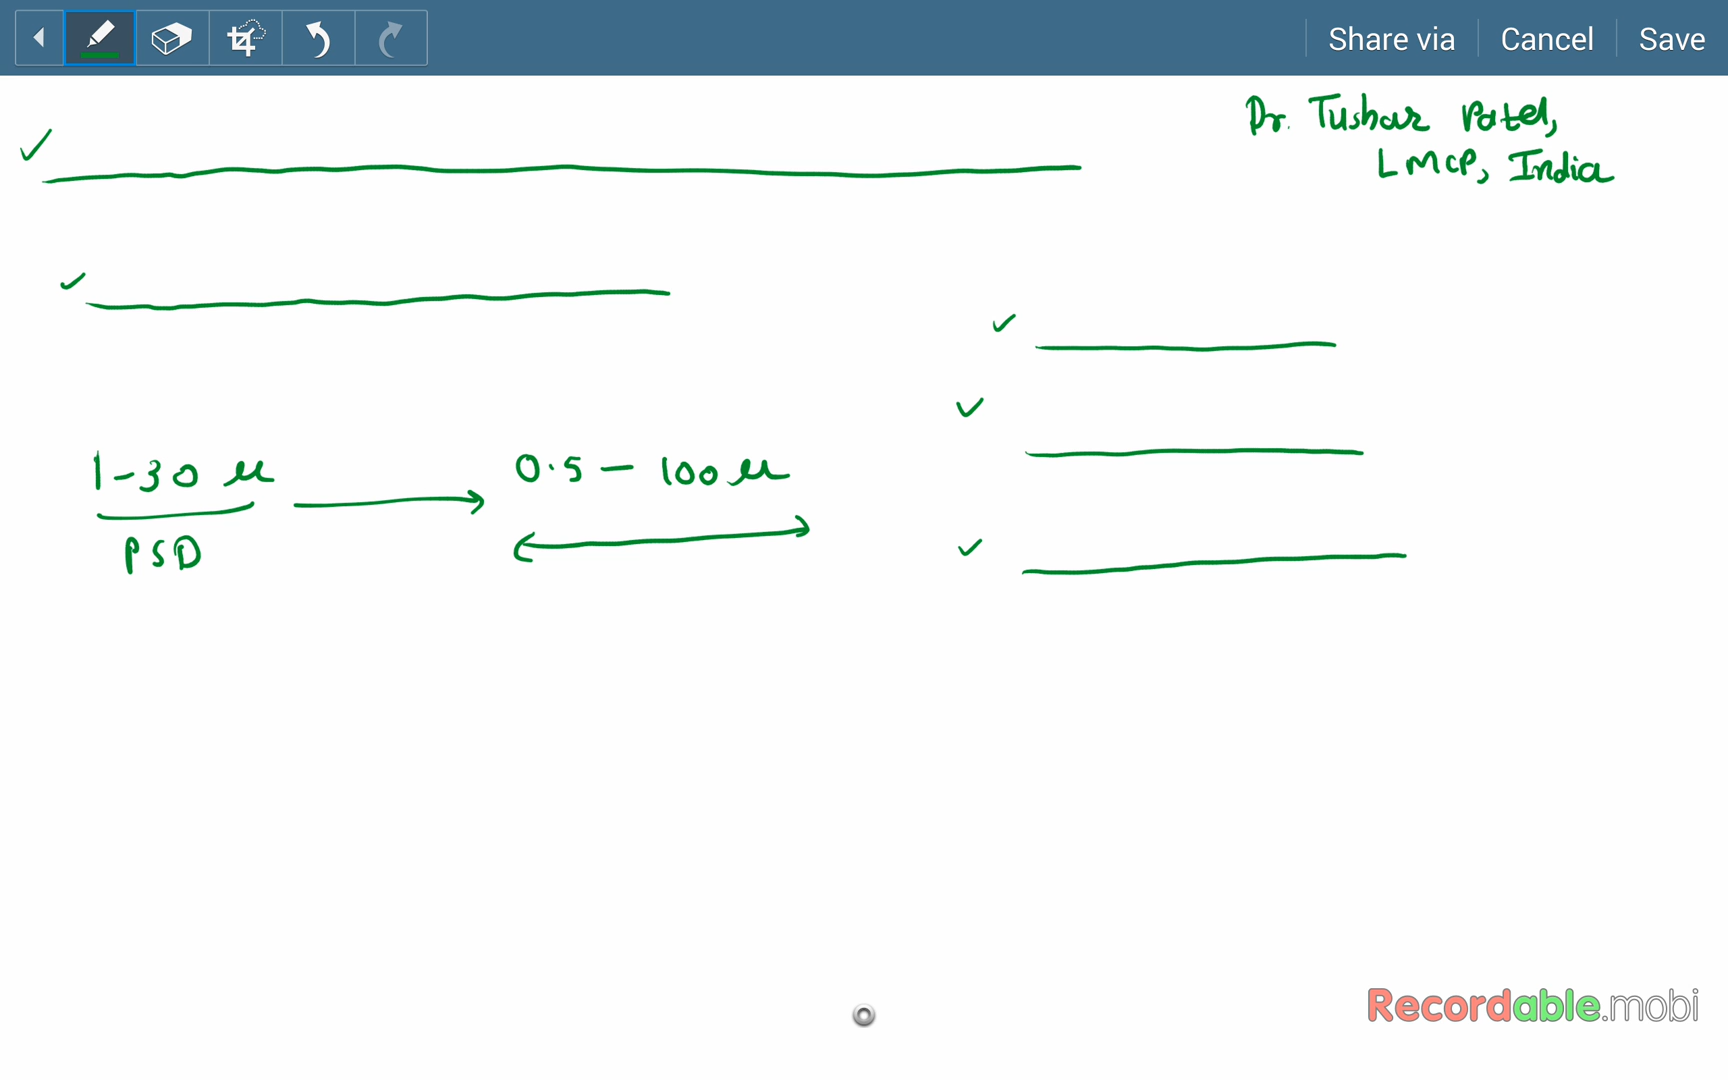 Share via Cancel Save
Dr. Tushar Patel,
LMCP, India
1-30 μ
PSD
0.5 - 100 μ
Recordable.mobi